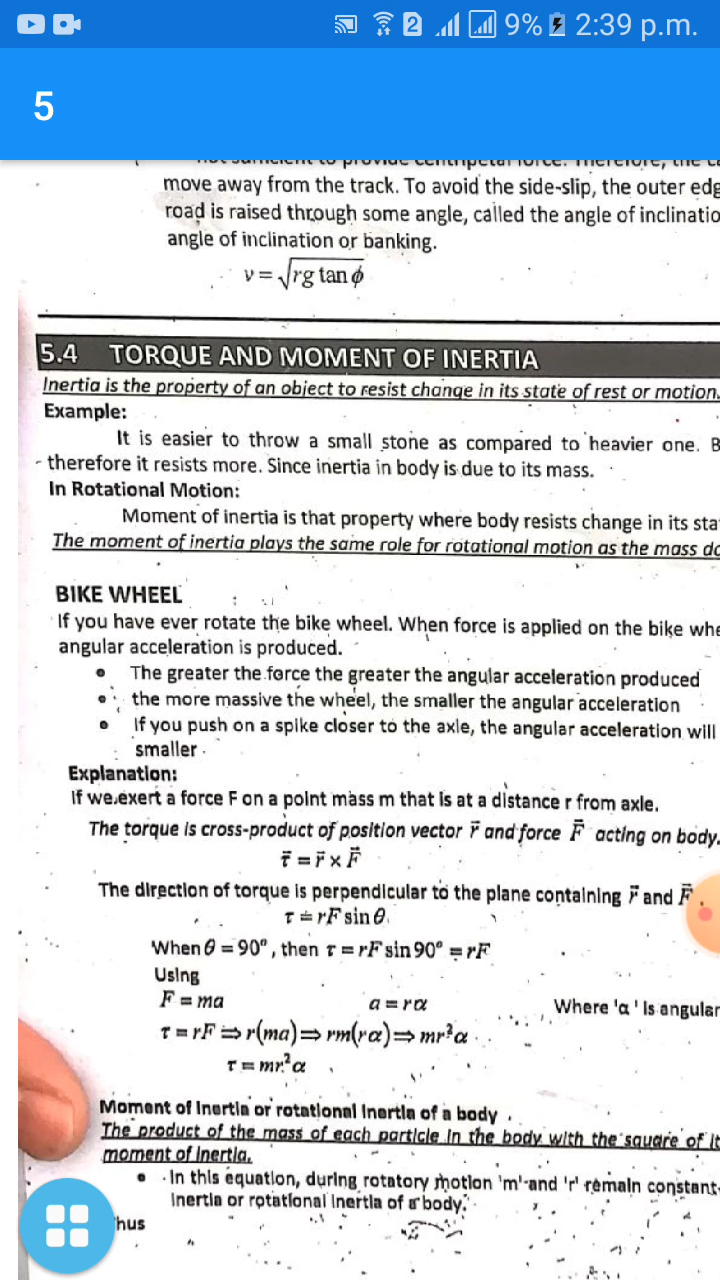 2 9% 2:39 p.m.
5
provide centripetal force. Therefore, the
move away from the track. To avoid the side-slip, the outer edg
road is raised through some angle, called the angle of inclinatio
angle of inclination or banking.
v = √rg tan ϕ
5.4 TORQUE AND MOMENT OF INERTIA
Inertia is the property of an object to resist change in its state of rest or motion.
Example:
It is easier to throw a small stone as compared to heavier one. B
therefore it resists more. Since inertia in body is due to its mass.
In Rotational Motion:
Moment of inertia is that property where body resists change in its sta
The moment of inertia plays the same role for rotational motion as the mass do
BIKE WHEEL
If you have ever rotate the bike wheel. When force is applied on the bike whe
angular acceleration is produced.
• The greater the force the greater the angular acceleration produced
• the more massive the wheel, the smaller the angular acceleration
• If you push on a spike closer to the axle, the angular acceleration will
smaller
Explanation:
If we exert a force F on a point mass m that is at a distance r from axle.
The torque is cross-product of position vector r⃗ and force F⃗ acting on body.
τ⃗ = r⃗ × F⃗
The direction of torque is perpendicular to the plane containing r⃗ and F⃗.
τ = rF sin θ
When θ = 90°, then τ = rF sin 90° = rF
Using
F = ma a = rα Where 'α' is angular
τ = rF ⇒ r(ma) ⇒ rm(rα) ⇒ mr²α
τ = mr²α
Moment of Inertia or rotational Inertia of a body
The product of the mass of each particle in the body with the square of it
moment of inertia.
• In this equation, during rotatory motion 'm' and 'r' remain constant
Inertia or rotational inertia of a body.
hus